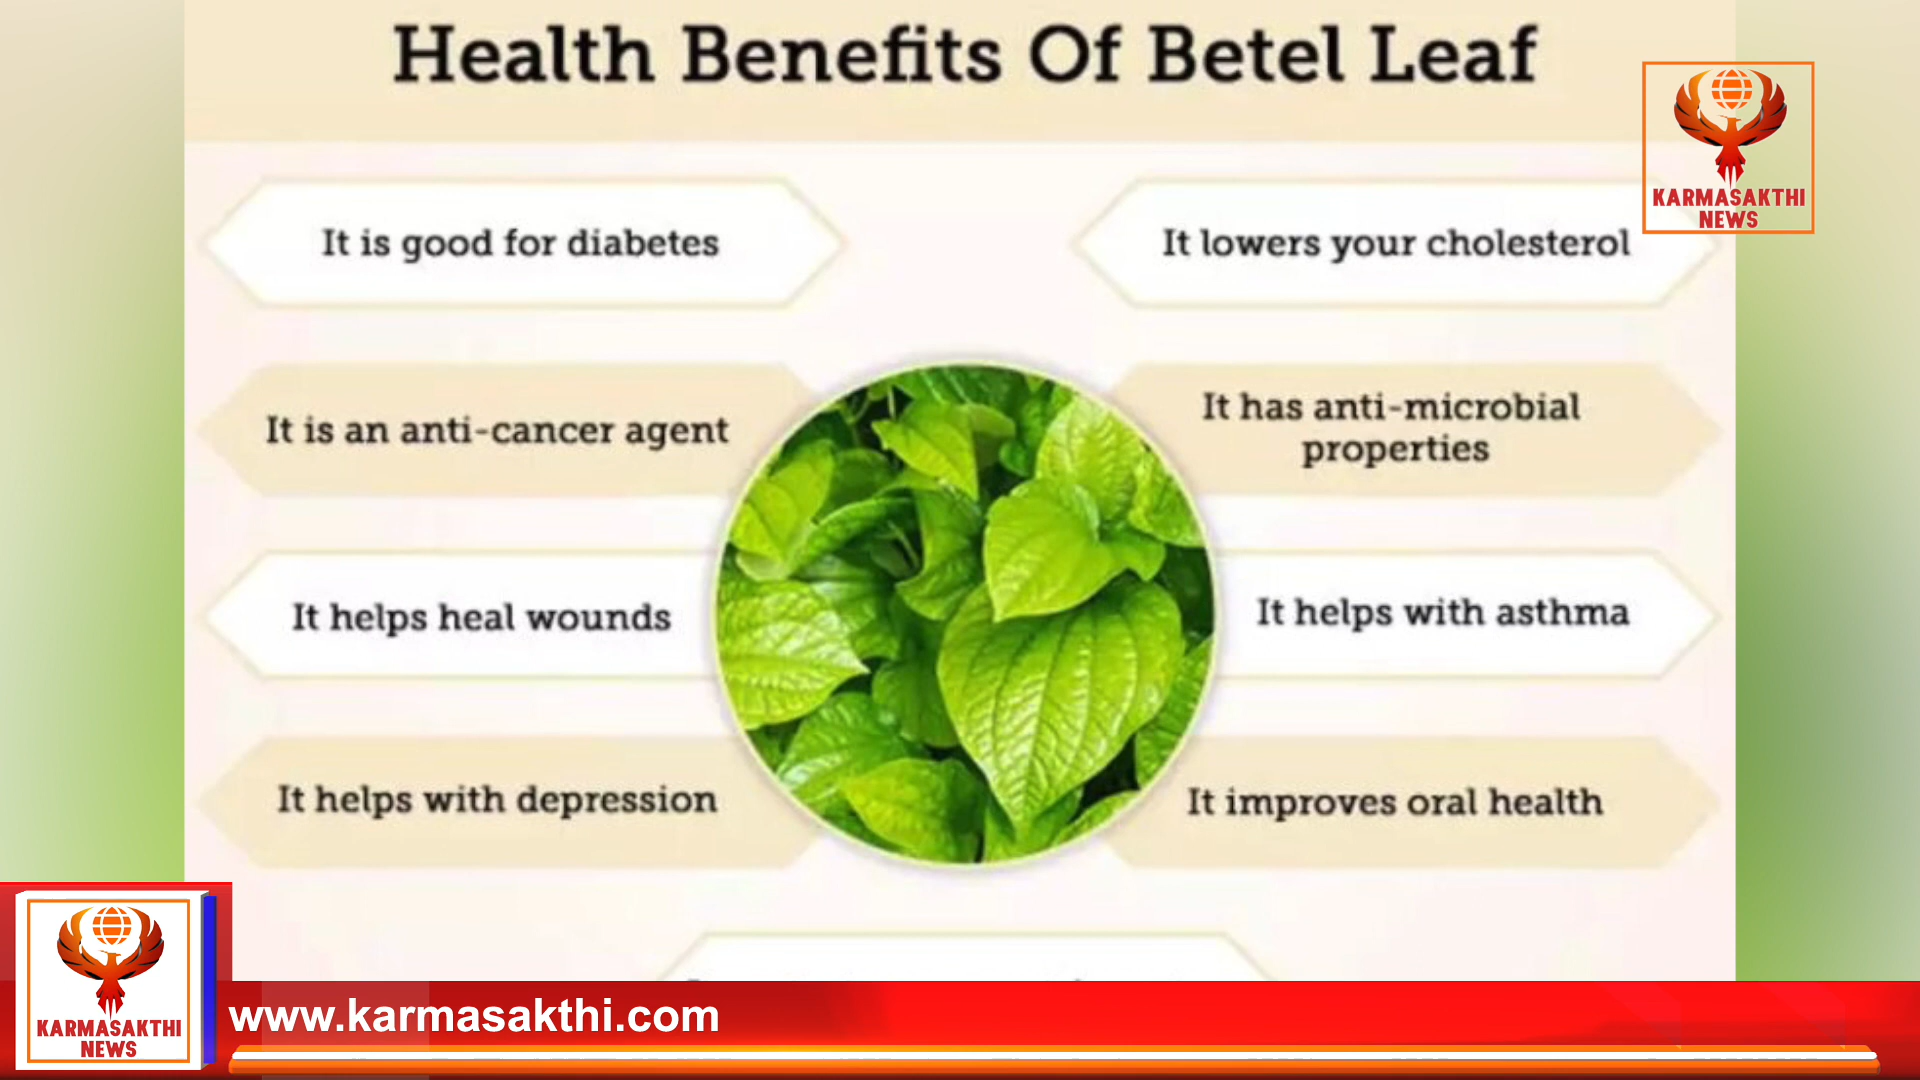 Health Benefits Of Betel Leaf
KARMASAKTHI
NEWS
It is good for diabetes
It lowers your cholesterol
It is an anti-cancer agent
It has anti-microbial
properties
It helps heal wounds
It helps with asthma
It helps with depression
It improves oral health
KARMASAKTHI
NEWS
www.karmasakthi.com